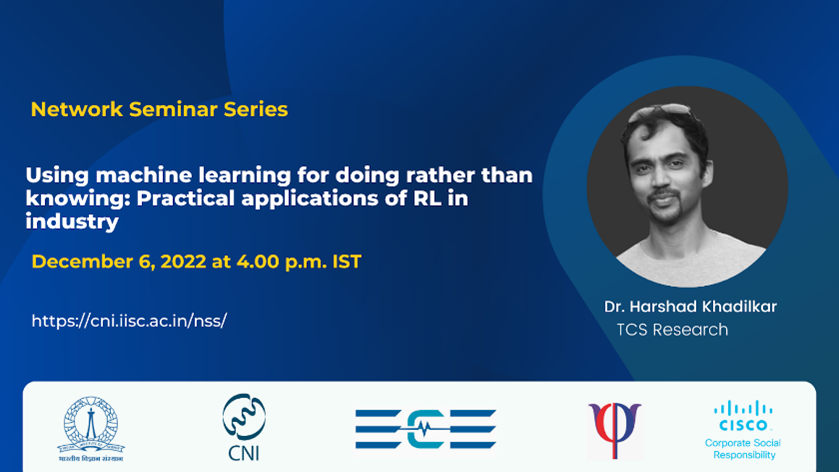 Network Seminar Series
Using machine learning for doing rather than
knowing: Practical applications of RL in
industry
December 6, 2022 at 4.00 p.m. IST
https://cni.iisc.ac.in/nss/
Dr. Harshad Khadilkar
TCS Research
भारतीय विज्ञान संस्थान
CNI
ECE
CISCO
Corporate Social
Responsibility